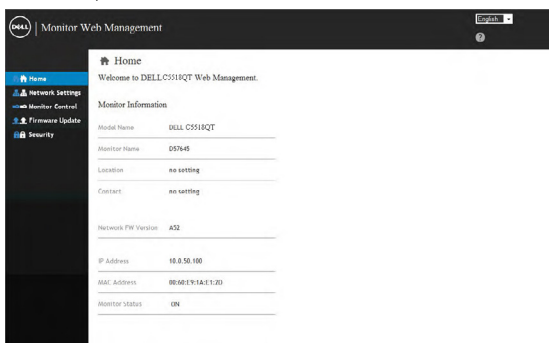 DELL | Monitor Web Management
English
Home
Network Settings
Monitor Control
Firmware Update
Security
Home
Welcome to DELL C5518QT Web Management.
Monitor Information
Model Name DELL C5518QT
Monitor Name D57645
Location no setting
Contact no setting
Network FW Version A52
IP Address 10.0.50.100
MAC Address
Monitor Status ON